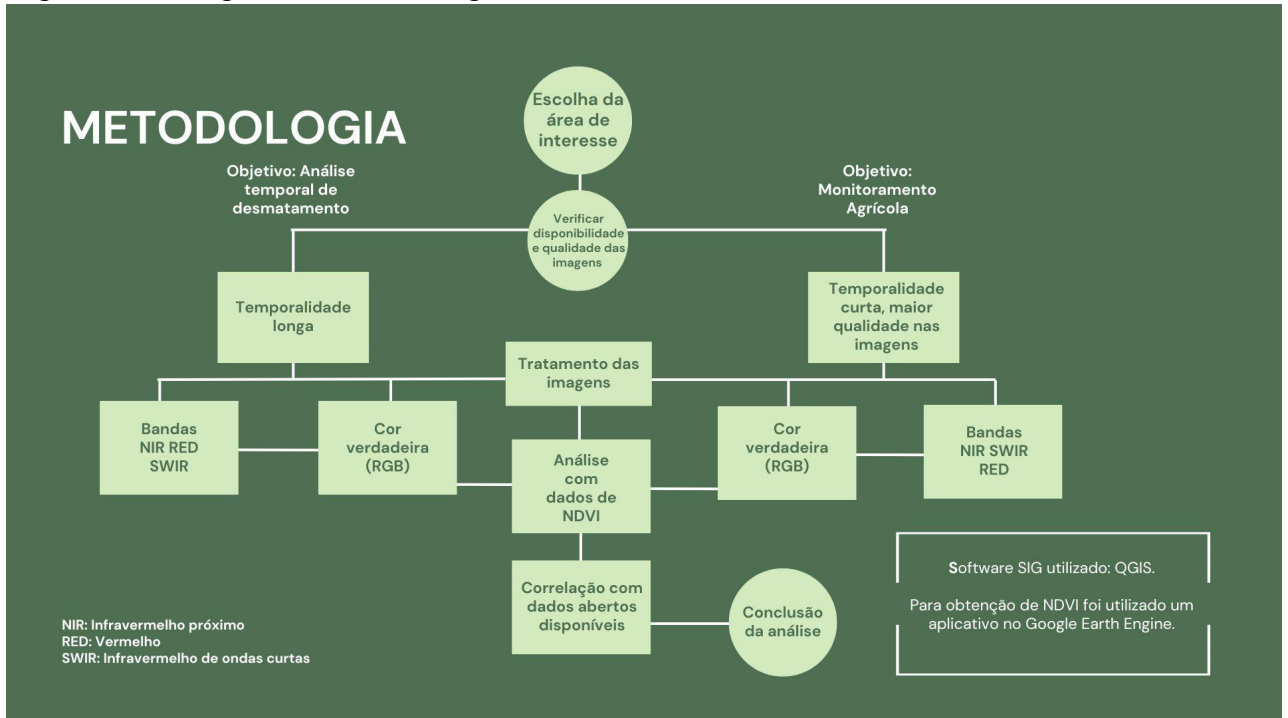 METODOLOGIA
Escolha da
área de
interesse
Objetivo: Análise
temporal de
desmatamento
Objetivo:
Monitoramento
Agrícola
Verificar
disponibilidade
e qualidade das
imagens
Temporalidade
longa
Temporalidade
curta, maior
qualidade nas
imagens
Tratamento das
imagens
Bandas
NIR RED
SWIR
Cor
verdadeira
(RGB)
Análise
com
dados de
NDVI
Cor
verdadeira
(RGB)
Bandas
NIR SWIR
RED
Correlação com
dados abertos
disponíveis
Conclusão
da análise
Software SIG utilizado: QGIS.
Para obtenção de NDVI foi utilizado um
aplicativo no Google Earth Engine.
NIR: Infravermelho próximo
RED: Vermelho
SWIR: Infravermelho de ondas curtas